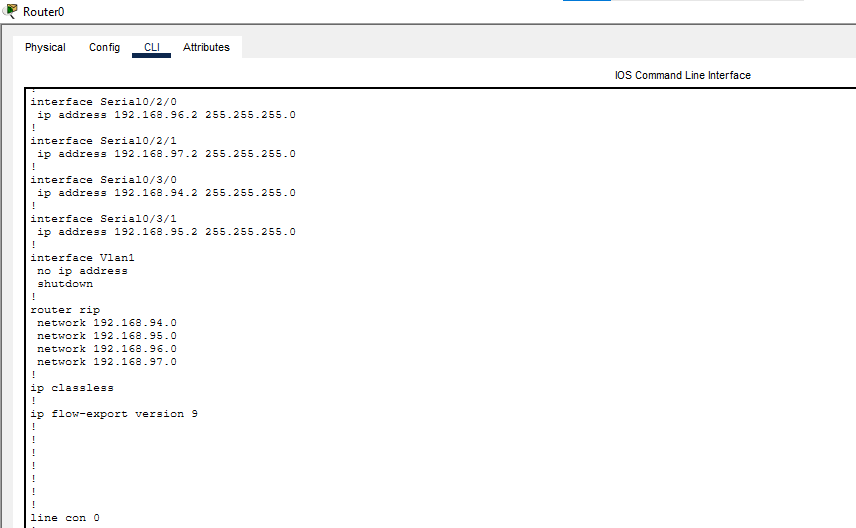 Router0
Physical Config CLI Attributes
IOS Command Line Interface
!
interface Serial0/2/0
 ip address 192.168.96.2 255.255.255.0
!
interface Serial0/2/1
 ip address 192.168.97.2 255.255.255.0
!
interface Serial0/3/0
 ip address 192.168.94.2 255.255.255.0
!
interface Serial0/3/1
 ip address 192.168.95.2 255.255.255.0
!
interface Vlan1
 no ip address
 shutdown
!
router rip
 network 192.168.94.0
 network 192.168.95.0
 network 192.168.96.0
 network 192.168.97.0
!
ip classless
!
ip flow-export version 9
!
!
!
!
!
!
!
line con 0